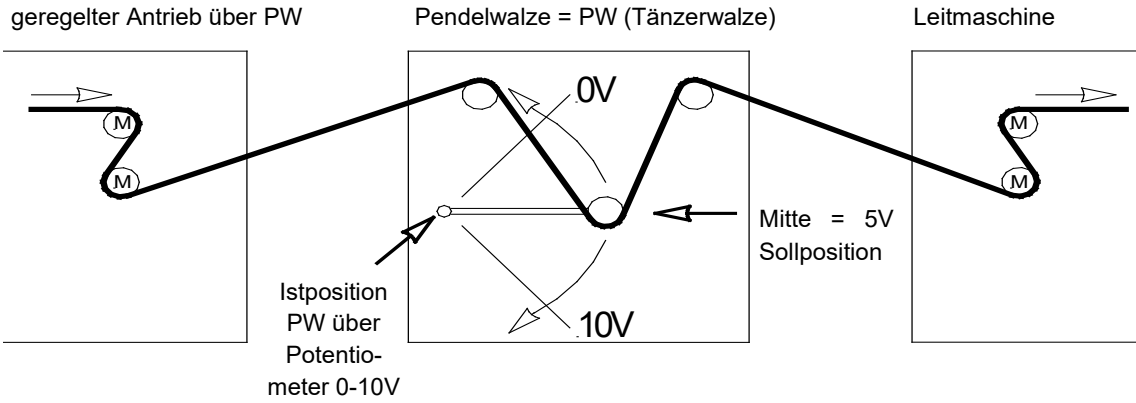 geregelter Antrieb über PW
Pendelwalze = PW (Tänzerwalze)
Leitmaschine
0V
M
M
M
M
Mitte = 5V
Sollposition
Istposition
PW über
Potentio-
meter 0-10V
10V